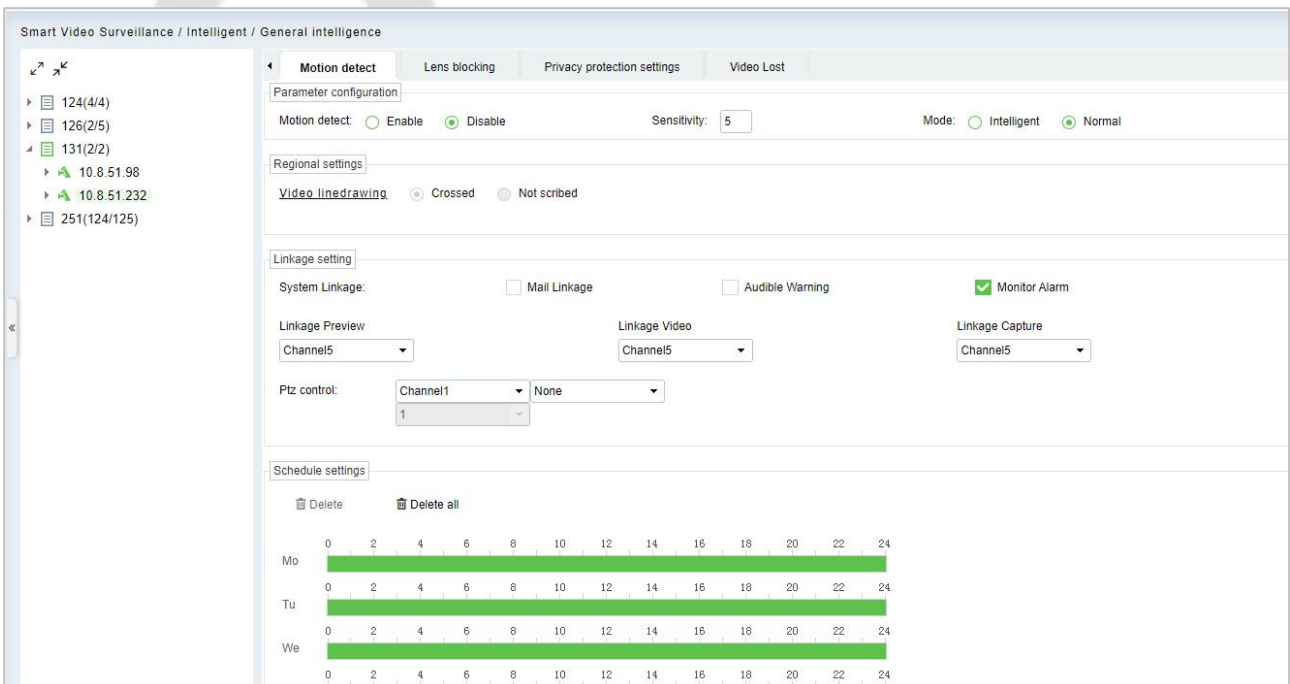 Smart Video Surveillance / Intelligent / General intelligence
Motion detect Lens blocking Privacy protection settings Video Lost
124(4/4)
126(2/5)
131(2/2)
10.8.51.98
10.8.51.232
251(124/125)
Parameter configuration
Motion detect: Enable Disable Sensitivity: 5 Mode: Intelligent Normal
Regional settings
Video linedrawing Crossed Not scribed
Linkage setting
System Linkage: Mail Linkage Audible Warning Monitor Alarm
Linkage Preview Linkage Video Linkage Capture
Channel5 Channel5 Channel5
Ptz control: Channel1 None
1
Schedule settings
Delete Delete all
0 2 4 6 8 10 12 14 16 18 20 22 24
Mo
0 2 4 6 8 10 12 14 16 18 20 22 24
Tu
0 2 4 6 8 10 12 14 16 18 20 22 24
We
0 2 4 6 8 10 12 14 16 18 20 22 24